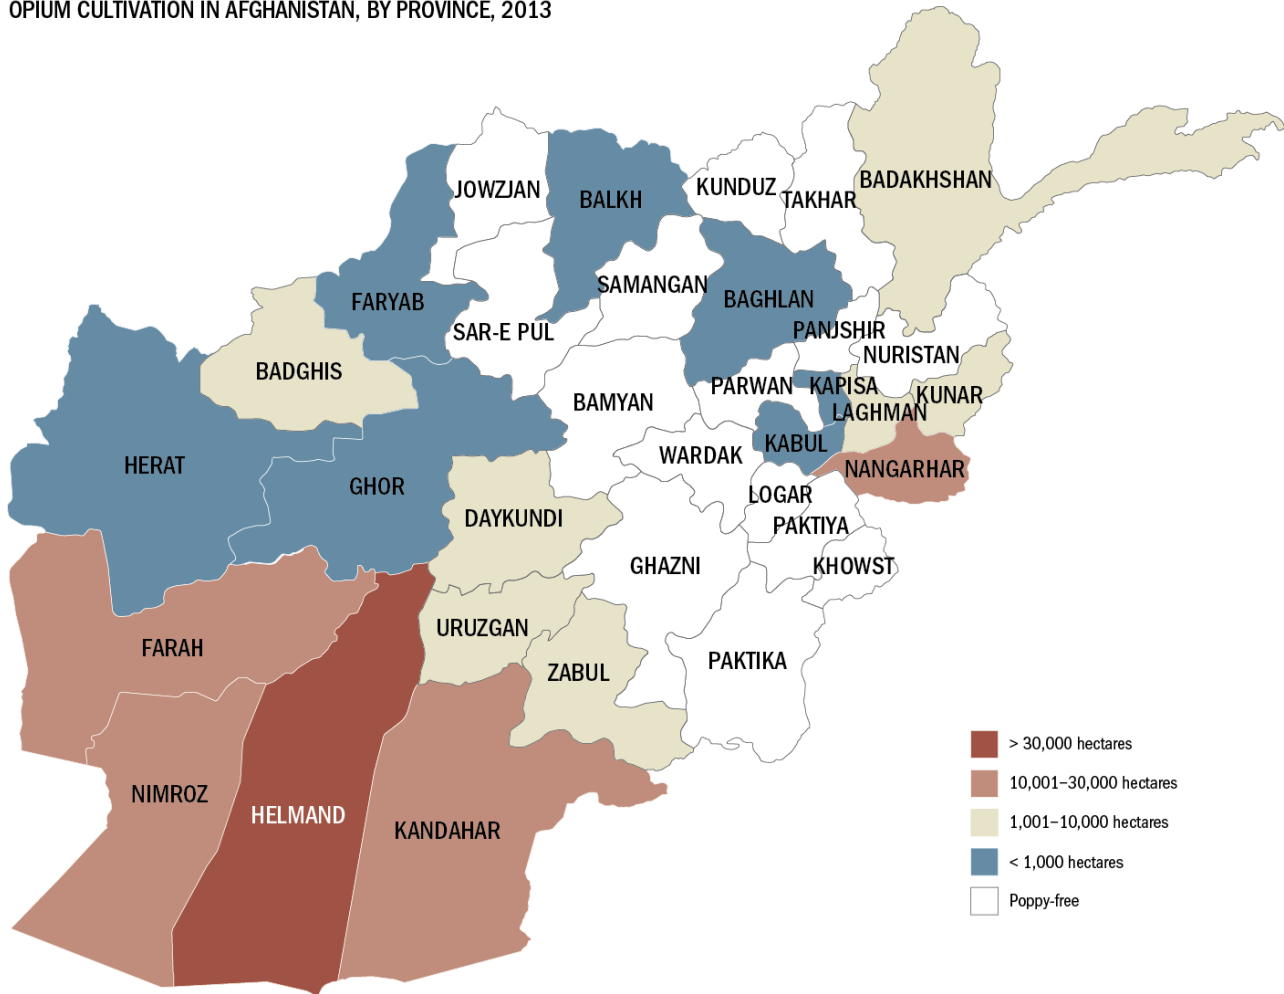 OPIUM CULTIVATION IN AFGHANISTAN, BY PROVINCE, 2013
JOWZJAN
BALKH
KUNDUZ
TAKHAR
BADAKHSHAN
FARYAB
SAMANGAN
BAGHLAN
SAR-E PUL
PANJSHIR
NURISTAN
BADGHIS
BAMYAN
PARWAN
KAPISA
KUNAR
LAGHMAN
HERAT
GHOR
WARDAK
KABUL
NANGARHAR
DAYKUNDI
LOGAR
PAKTIYA
GHAZNI
KHOWST
FARAH
URUZGAN
ZABUL
PAKTIKA
NIMROZ
HELMAND
KANDAHAR
> 30,000 hectares
10,001–30,000 hectares
1,001–10,000 hectares
< 1,000 hectares
Poppy-free